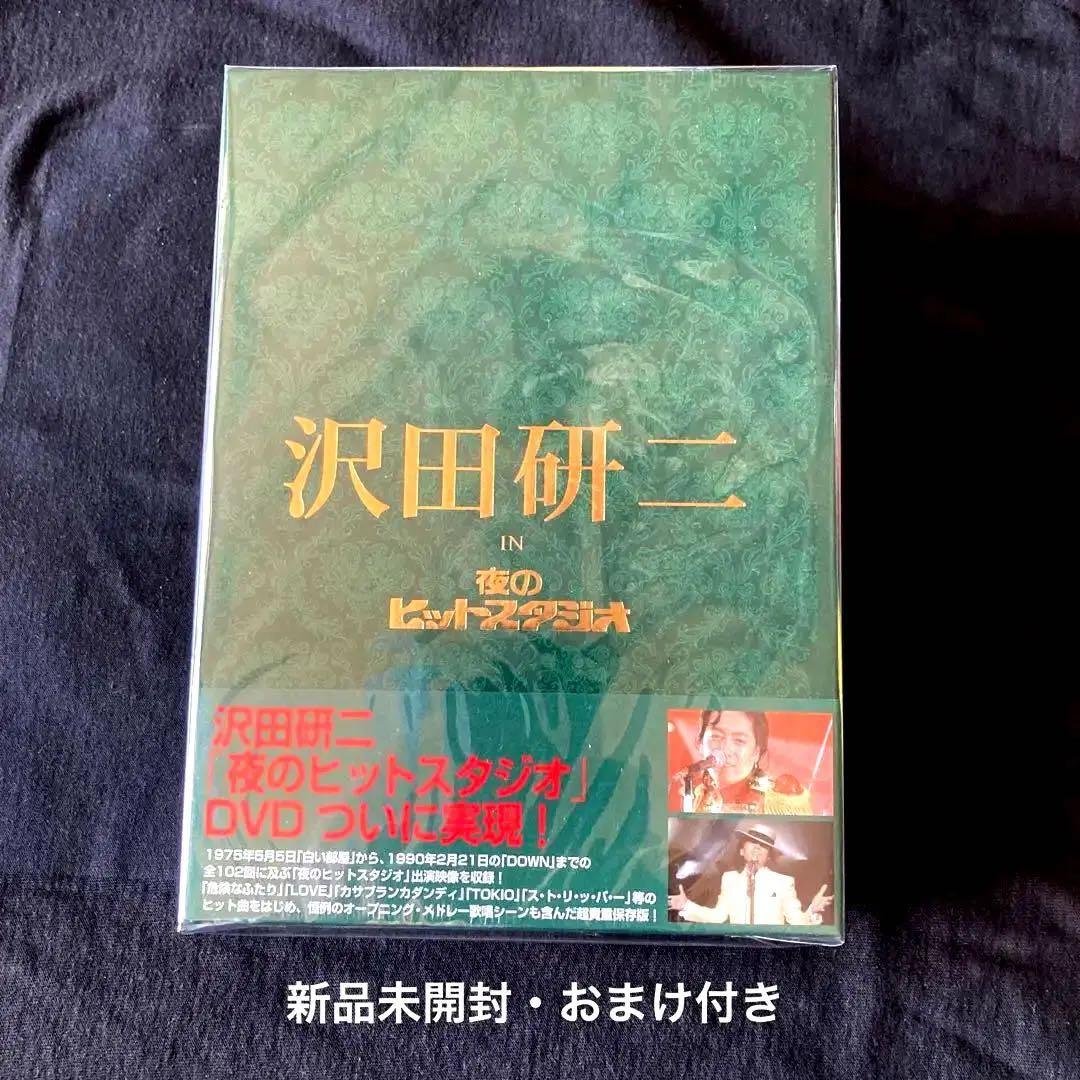 沢田研二
IN
夜の
ヒットスタジオ
沢田研二
「夜のヒットスタジオ」
DVD ついに実現!
1975年5月5日「白い部屋」から、1990年2月21日の「DOWN」までの
全102回に及ぶ「夜のヒットスタジオ」出演映像を収録!
「危険なふたり」「LOVE」「カサブランカダンディ」「TOKIO」「ス・ト・リ・ッ・パ・ー」等の
ヒット曲をはじめ、恒例のオープニング・メドレー歌唱シーンも含んだ超貴重保存版!
新品未開封・おまけ付き